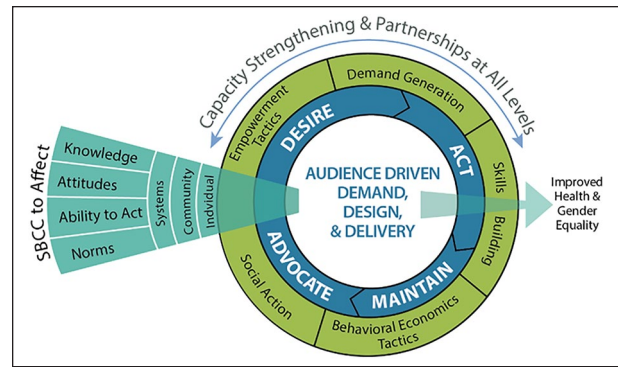 Capacity Strengthening & Partnerships at All Levels
SBCC to Affect
Knowledge
Attitudes
Ability to Act
Norms
Systems
Community
Individual
Empowerment
Tactics
Demand Generation
Skills
Building
Behavioral Economics
Tactics
Social Action
DESIRE
ACT
MAINTAIN
ADVOCATE
AUDIENCE DRIVEN
DEMAND,
DESIGN,
& DELIVERY
Improved
Health &
Gender
Equality